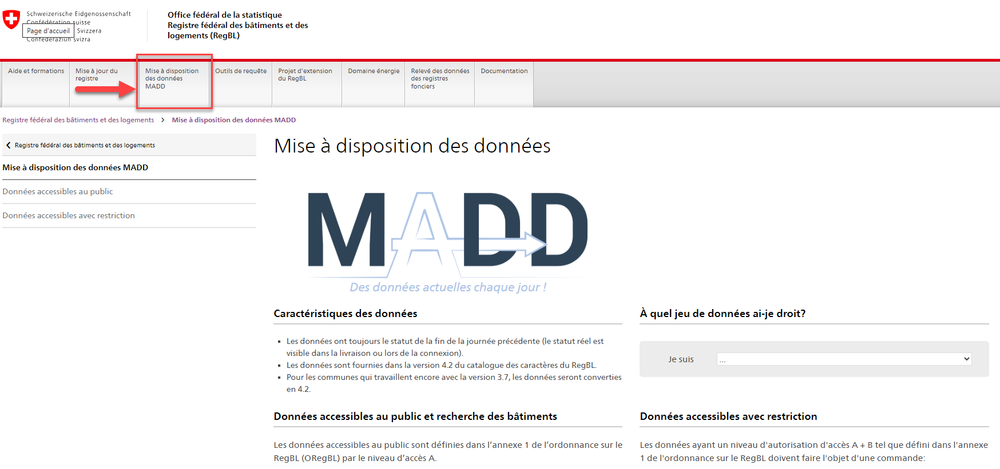 Schweizerische Eidgenossenschaft
Confédération suisse
Page d'accueil Svizzera
Confederaziun svizra
Office fédéral de la statistique
Registre fédéral des bâtiments et des
logements (RegBL)
Aide et formations
Mise à jour du
registre
Mise à disposition
des données
MADD
Outils de requête
Projet d'extension
du RegBL
Domaine énergie
Relevé des données
des registres
fonciers
Documentation
Registre fédéral des bâtiments et des logements > Mise à disposition des données MADD
Registre fédéral des bâtiments et des logements
Mise à disposition des données MADD
Données accessibles au public
Données accessibles avec restriction
Mise à disposition des données
MADD
Des données actuelles chaque jour !
Caractéristiques des données
Les données ont toujours le statut de la fin de la journée précédente (le statut réel est
visible dans la livraison ou lors de la connexion).
Les données sont fournies dans la version 4.2 du catalogue des caractères du RegBL.
Pour les communes qui travaillent encore avec la version 3.7, les données seront converties
en 4.2.
À quel jeu de données ai-je droit?
Je suis ...
Données accessibles au public et recherche des bâtiments
Les données accessibles au public sont définies dans l’annexe 1 de l’ordonnance sur le
RegBL (ORegBL) par le niveau d’accès A.
Données accessibles avec restriction
Les données ayant un niveau d'autorisation d'accès A + B tel que défini dans l'annexe
1 de l'ordonnance sur le RegBL doivent faire l'objet d'une commande: